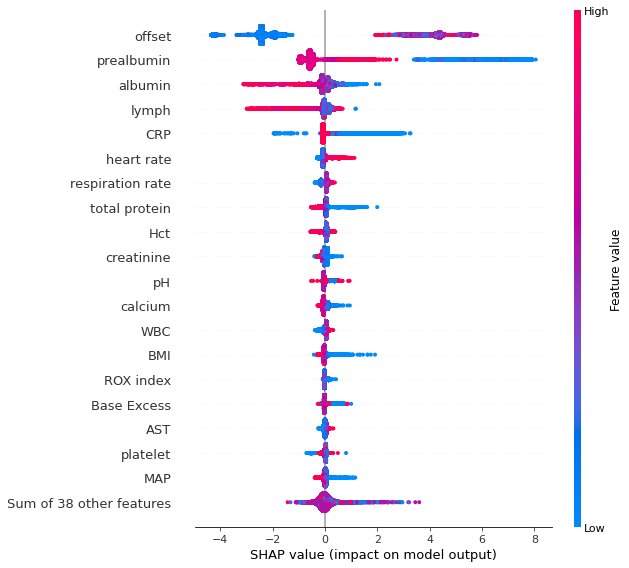 High
offset
prealbumin
albumin
lymph
CRP
heart rate
respiration rate
total protein
Hct
creatinine
pH
calcium
WBC
BMI
ROX index
Base Excess
AST
platelet
MAP
Sum of 38 other features
Feature value
Low
−4 −2 0 2 4 6 8
SHAP value (impact on model output)